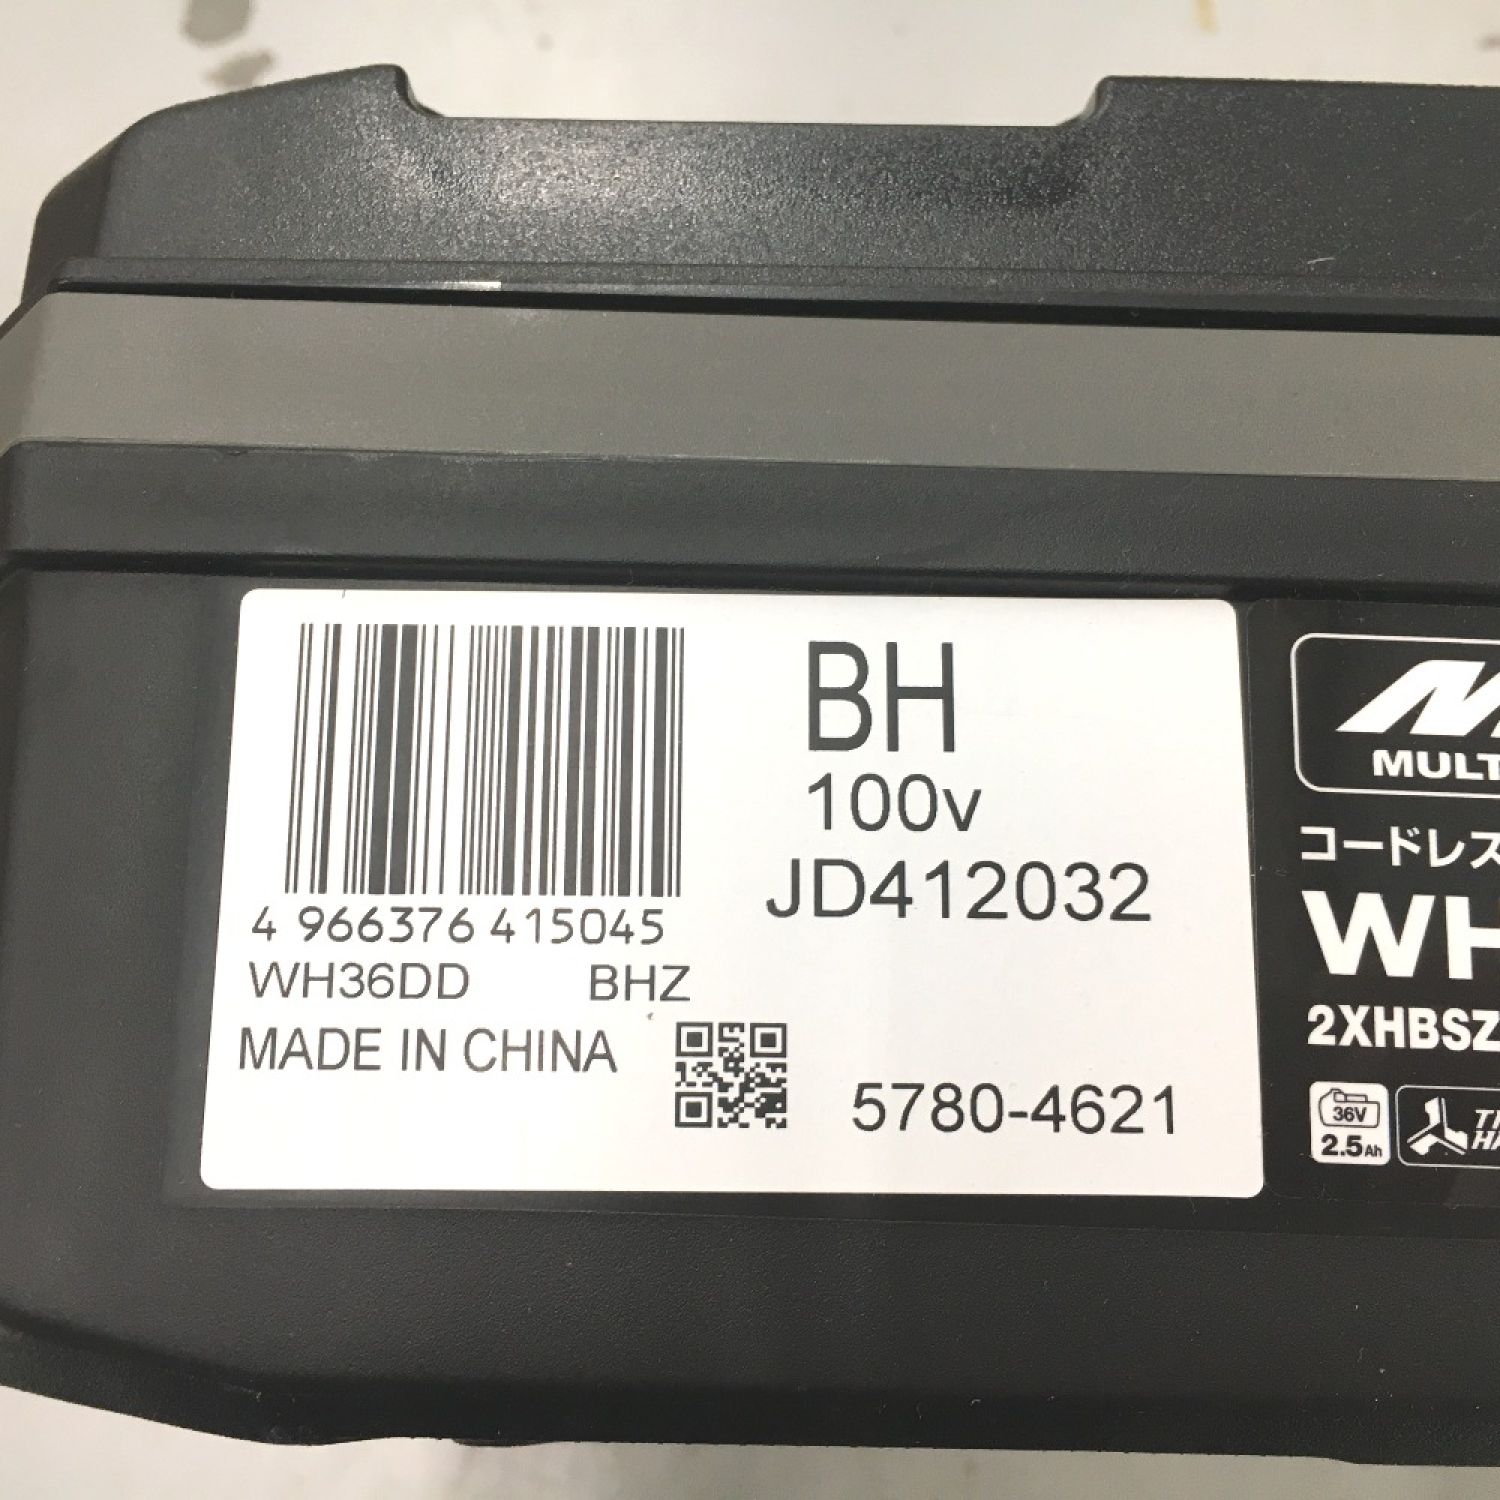 BH
100v
JD412032
4 966376 415045
WH36DD BHZ
MADE IN CHINA
5780-4621
MULT
コードレス
WH
2XHBSZ
36V
2.5Ah